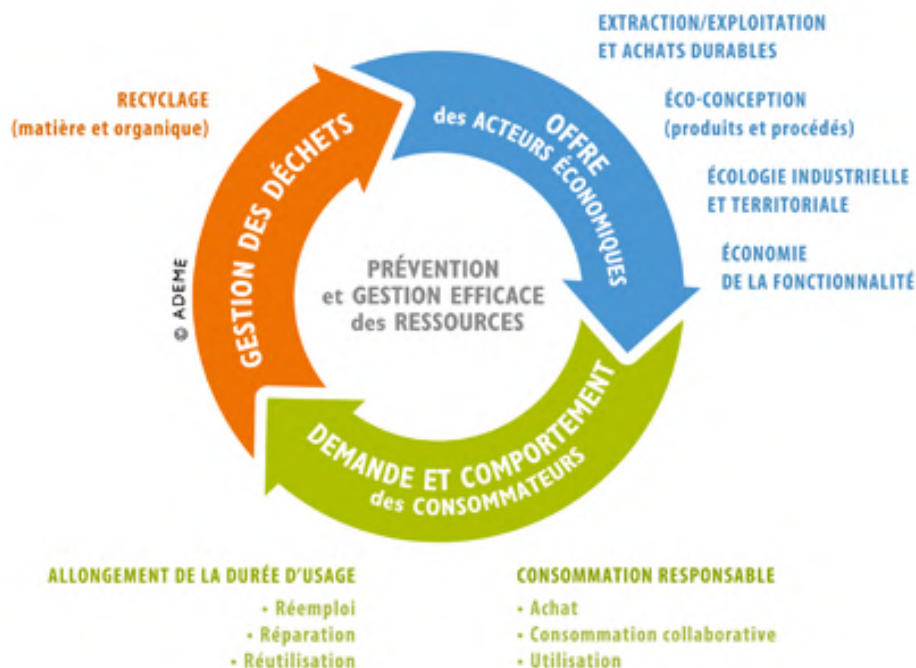 EXTRACTION/EXPLOITATION
ET ACHATS DURABLES
RECYCLAGE
(matière et organique)
ÉCO-CONCEPTION
(produits et procédés)
ÉCOLOGIE INDUSTRIELLE
ET TERRITORIALE
ÉCONOMIE
DE LA FONCTIONNALITÉ
OFFRE
des ACTEURS ÉCONOMIQUES
GESTION DES DÉCHETS
© ADEME
PRÉVENTION
et GESTION EFFICACE
des RESSOURCES
DEMANDE ET COMPORTEMENT
des CONSOMMATEURS
ALLONGEMENT DE LA DURÉE D'USAGE
• Réemploi
• Réparation
• Réutilisation
CONSOMMATION RESPONSABLE
• Achat
• Consommation collaborative
• Utilisation